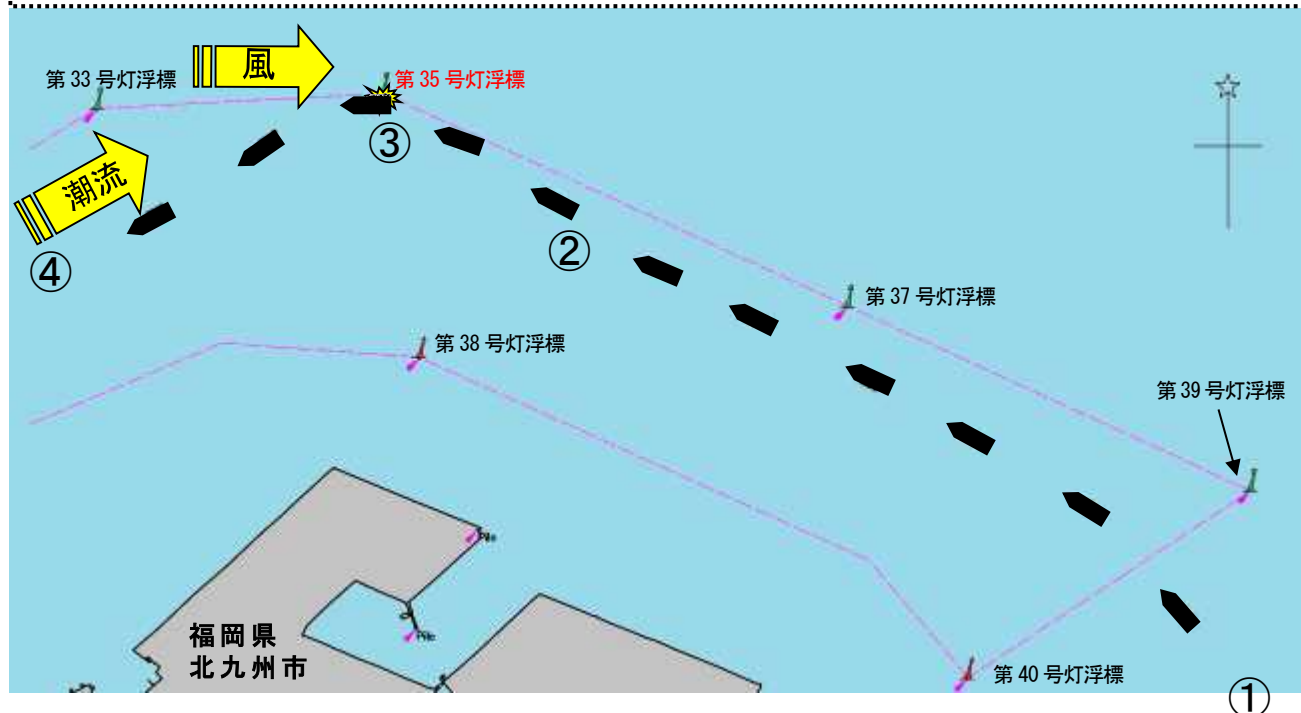 第 33 号灯浮標
風
第 35 号灯浮標
③
潮流
②
④
第 37 号灯浮標
第 38 号灯浮標
第 39 号灯浮標
Pile
Pile
福岡県
北九州市
第 40 号灯浮標
①